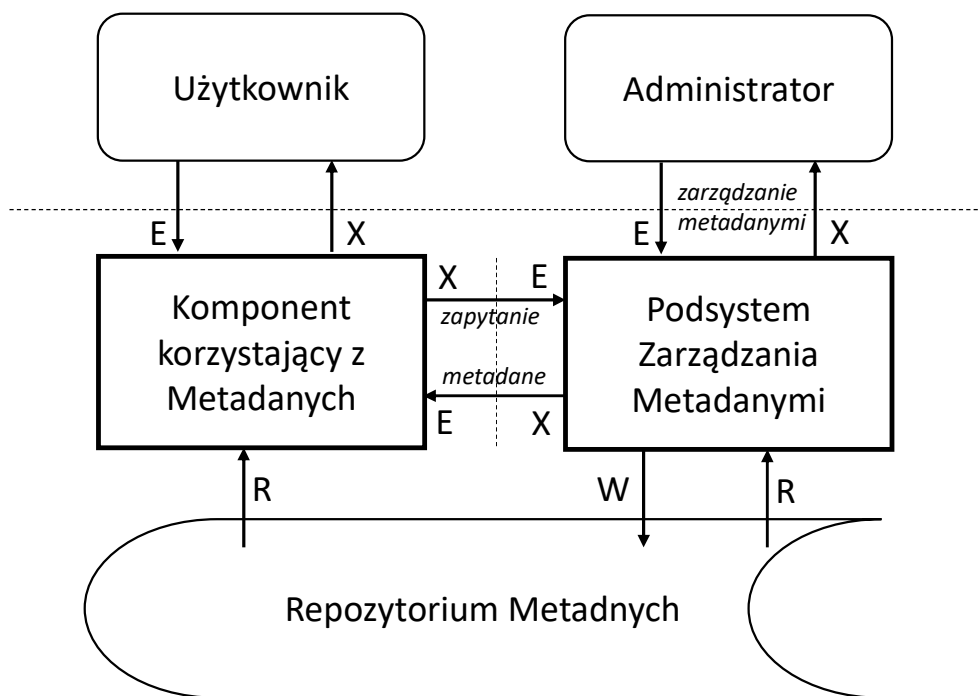 Użytkownik
Administrator
zarządzanie
metadanymi
E
X
E
X
Komponent
korzystający z
Metadanych
X
E
zapytanie
metadane
E
X
Podsystem
Zarządzania
Metadanymi
R
W
R
Repozytorium Metadnych